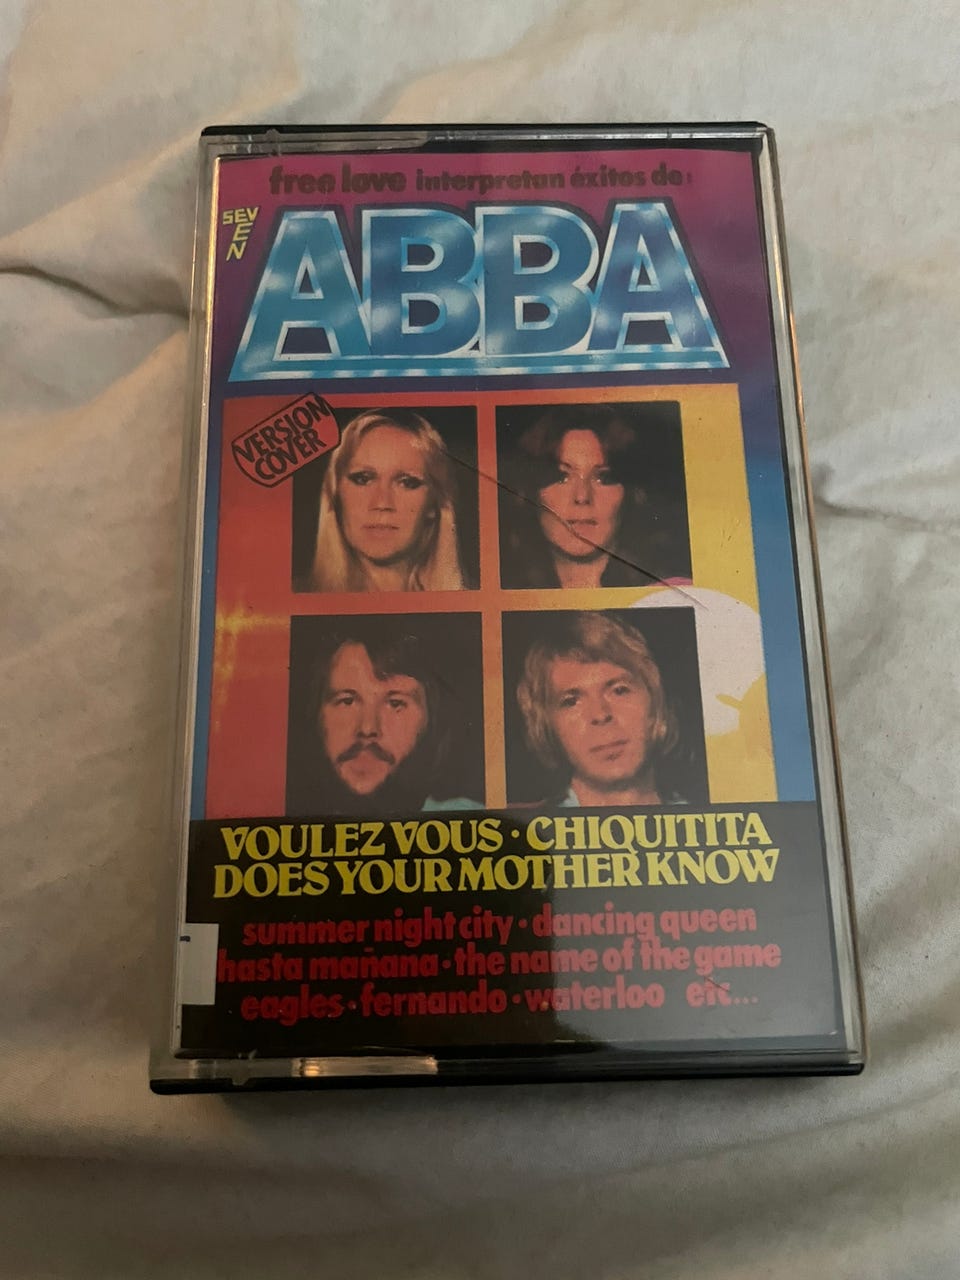 free love interpretan éxitos de:
SEV
E
N
ABBA
VERSION
COVER
VOULEZ VOUS · CHIQUITITA
DOES YOUR MOTHER KNOW
summer night city · dancing queen
hasta mañana · the name of the game
eagles · fernando · waterloo etc...